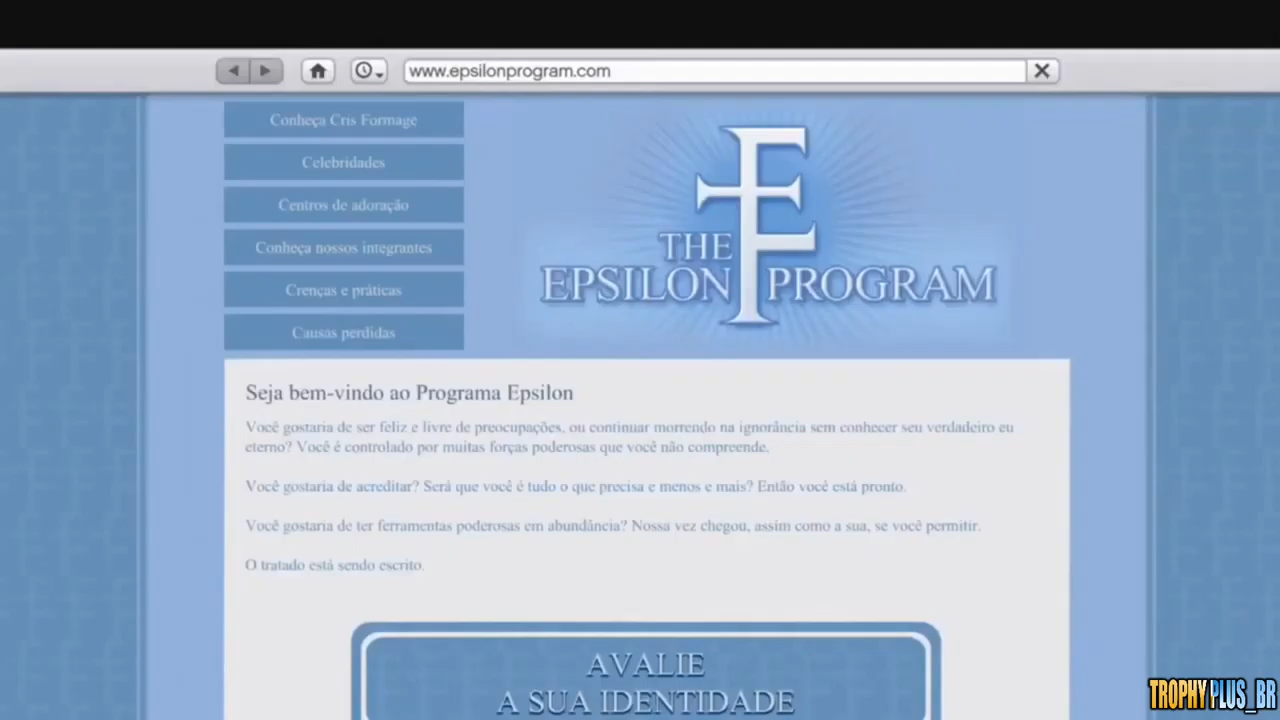 www.epsilonprogram.com
Conheça Cris Formage
Celebridades
Centros de adoração
Conheça nossos integrantes
Crenças e práticas
Causas perdidas
THE
EPSILON PROGRAM
Seja bem-vindo ao Programa Epsilon
Você gostaria de ser feliz e livre de preocupações, ou continuar morrendo na ignorância sem conhecer seu verdadeiro eu
eterno? Você é controlado por muitas forças poderosas que você não compreende.
Você gostaria de acreditar? Será que você é tudo o que precisa e menos e mais? Então você está pronto.
Você gostaria de ter ferramentas poderosas em abundância? Nossa vez chegou, assim como a sua, se você permitir.
O tratado está sendo escrito.
AVALIE
A SUA IDENTIDADE
TROPHYPLUS_BR